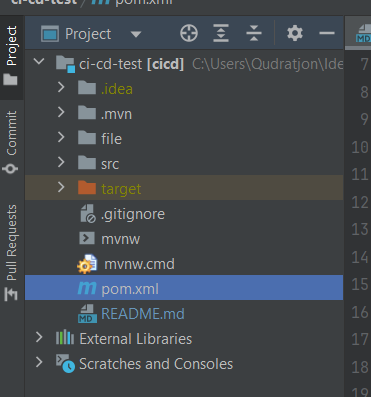 ci-cd-test / pom.xml
Project
ci-cd-test [cicd] C:\Users\Qudratjon\Ide
.idea
.mvn
file
src
target
.gitignore
mvnw
mvnw.cmd
pom.xml
README.md
External Libraries
Scratches and Consoles
Project
Commit
Pull Requests
MD
7
8
9
10
11
12
13
14
15
16
17
18
19